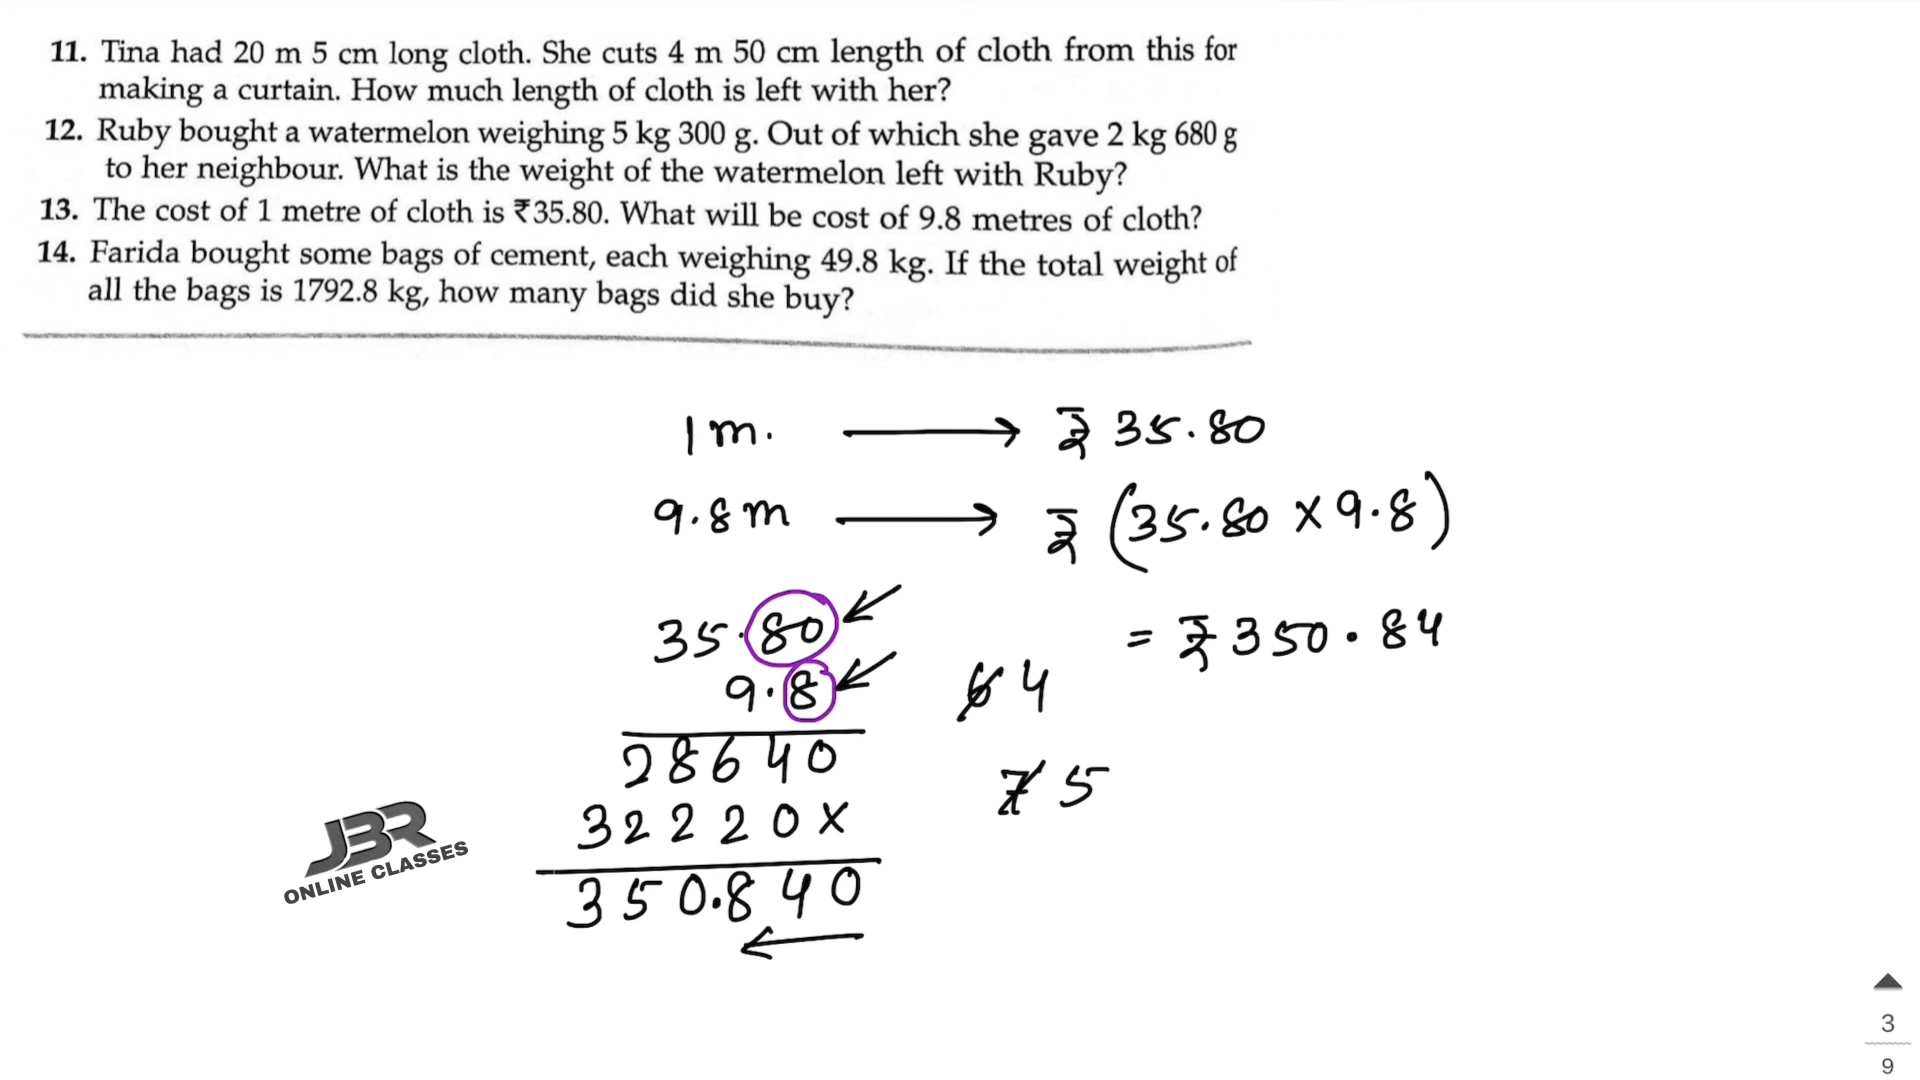 11. Tina had 20 m 5 cm long cloth. She cuts 4 m 50 cm length of cloth from this for
making a curtain. How much length of cloth is left with her?
12. Ruby bought a watermelon weighing 5 kg 300 g. Out of which she gave 2 kg 680 g
to her neighbour. What is the weight of the watermelon left with Ruby?
13. The cost of 1 metre of cloth is ₹35.80. What will be cost of 9.8 metres of cloth?
14. Farida bought some bags of cement, each weighing 49.8 kg. If the total weight of
all the bags is 1792.8 kg, how many bags did she buy?
1 m. → ₹ 35.80
9.8 m → ₹ (35.80 × 9.8)
= ₹ 350.84
35.80
9.8
28640
32220×
350.840
6 4
7 5
JBR
ONLINE CLASSES
3
9